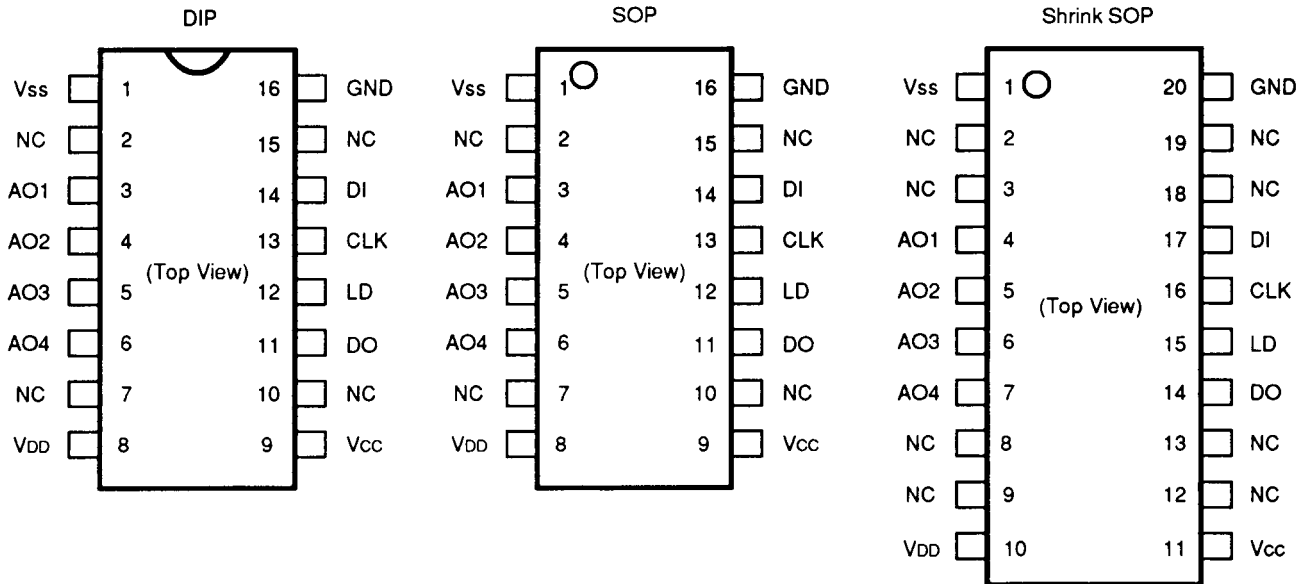 DIP
Vss 1 16 GND
NC 2 15 NC
AO1 3 14 DI
AO2 4 13 CLK
(Top View)
AO3 5 12 LD
AO4 6 11 DO
NC 7 10 NC
VDD 8 9 Vcc
SOP
Vss 1 16 GND
NC 2 15 NC
AO1 3 14 DI
AO2 4 13 CLK
(Top View)
AO3 5 12 LD
AO4 6 11 DO
NC 7 10 NC
VDD 8 9 Vcc
Shrink SOP
Vss 1 20 GND
NC 2 19 NC
NC 3 18 NC
AO1 4 17 DI
AO2 5 16 CLK
(Top View)
AO3 6 15 LD
AO4 7 14 DO
NC 8 13 NC
NC 9 12 NC
VDD 10 11 Vcc